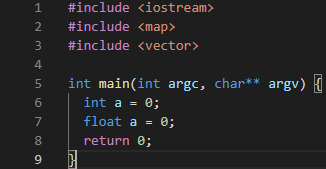 1 #include <iostream>
2 #include <map>
3 #include <vector>
4
5 int main(int argc, char** argv) {
6   int a = 0;
7   float a = 0;
8   return 0;
9 }